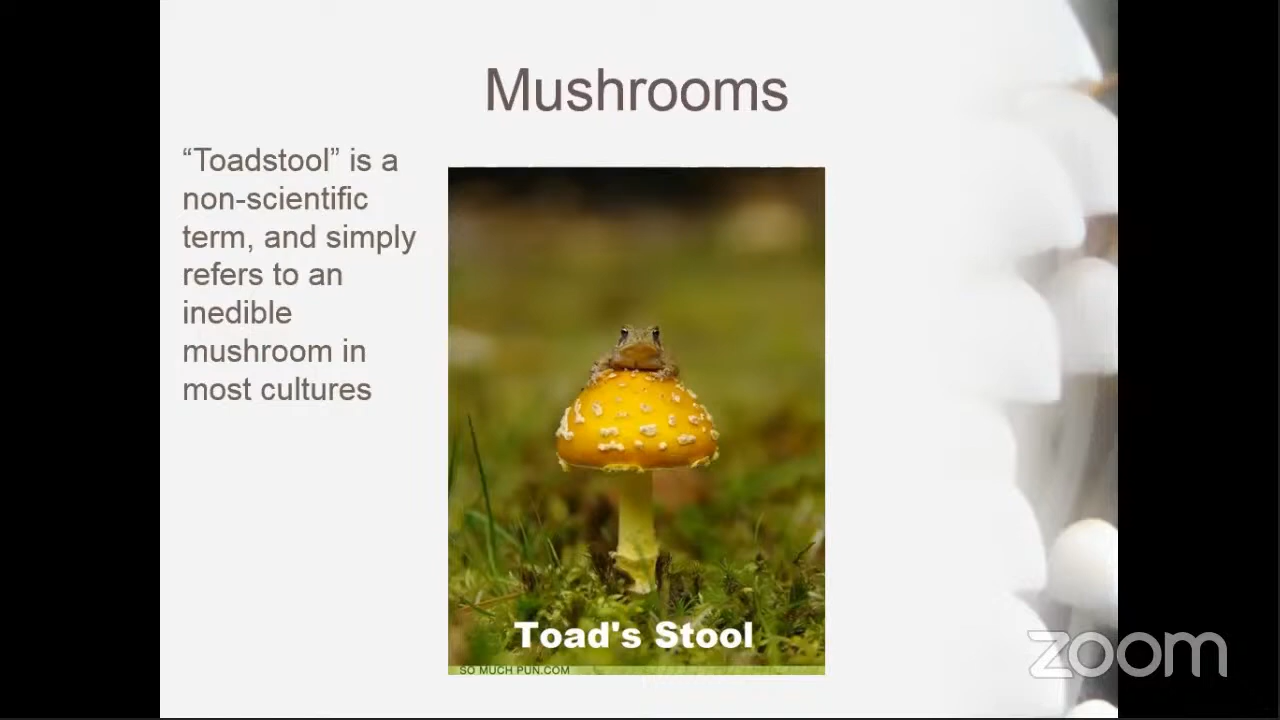 Mushrooms
“Toadstool” is a
non-scientific
term, and simply
refers to an
inedible
mushroom in
most cultures
Toad's Stool
SO MUCH PUN.COM
zoom